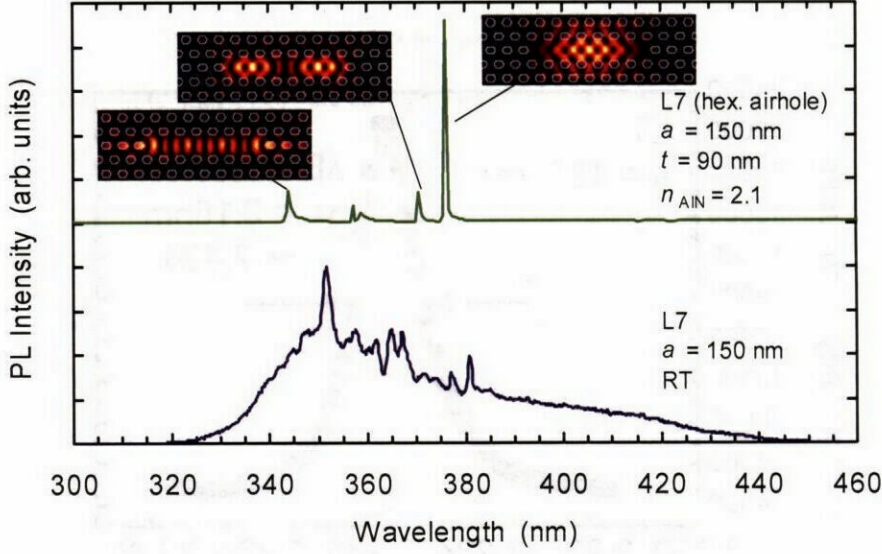 PL Intensity (arb. units)
L7 (hex. airhole)
a = 150 nm
t = 90 nm
n AlN = 2.1
L7
a = 150 nm
RT
300 320 340 360 380 400 420 440 460
Wavelength (nm)